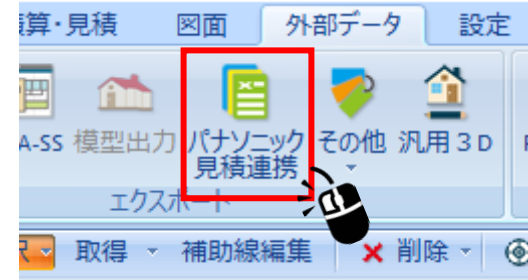 算・見積 図面 外部データ 設定
A-SS 模型出力 パナソニック 見積連携 その他 汎用3D
エクスポート
取得 補助線編集 削除